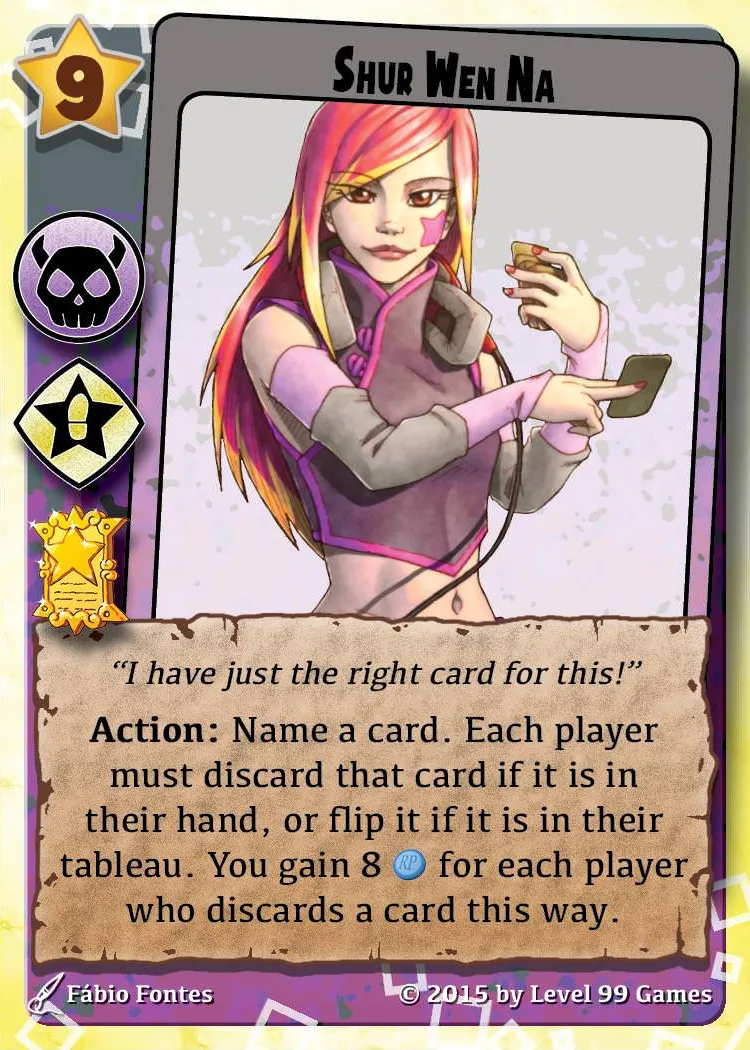 9
Shur Wen Na
“I have just the right card for this!”
Action: Name a card. Each player
must discard that card if it is in
their hand, or flip it if it is in their
tableau. You gain 8 RP for each player
who discards a card this way.
Fábio Fontes
© 2015 by Level 99 Games